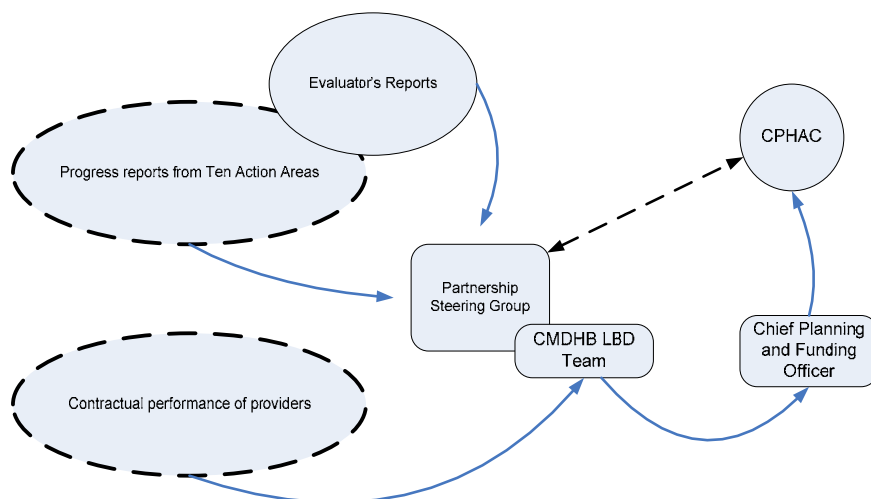 Evaluator's Reports
Progress reports from Ten Action Areas
CPHAC
Partnership
Steering Group
CMDHB LBD
Team
Chief Planning
and Funding
Officer
Contractual performance of providers